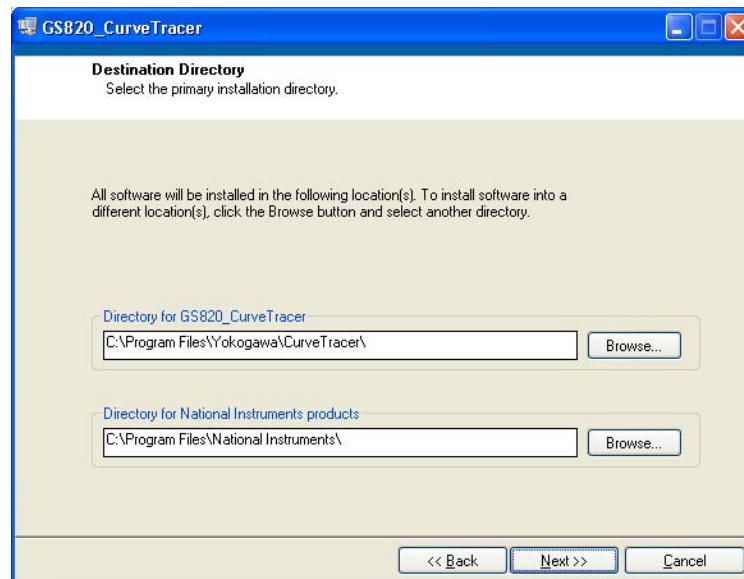 GS820_CurveTracer
Destination Directory
Select the primary installation directory.
All software will be installed in the following location(s). To install software into a
different location(s), click the Browse button and select another directory.
Directory for GS820_CurveTracer
C:\Program Files\Yokogawa\CurveTracer\
Browse...
Directory for National Instruments products
C:\Program Files\National Instruments\
Browse...
<< Back
Next >>
Cancel